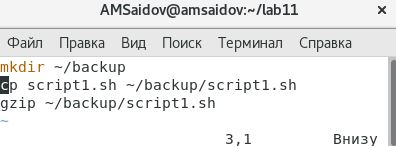 AMSaidov@amsaidov:~/lab11
Файл Правка Вид Поиск Терминал Справка
mkdir ~/backup
cp script1.sh ~/backup/script1.sh
gzip ~/backup/script1.sh
~
3,1 Внизу